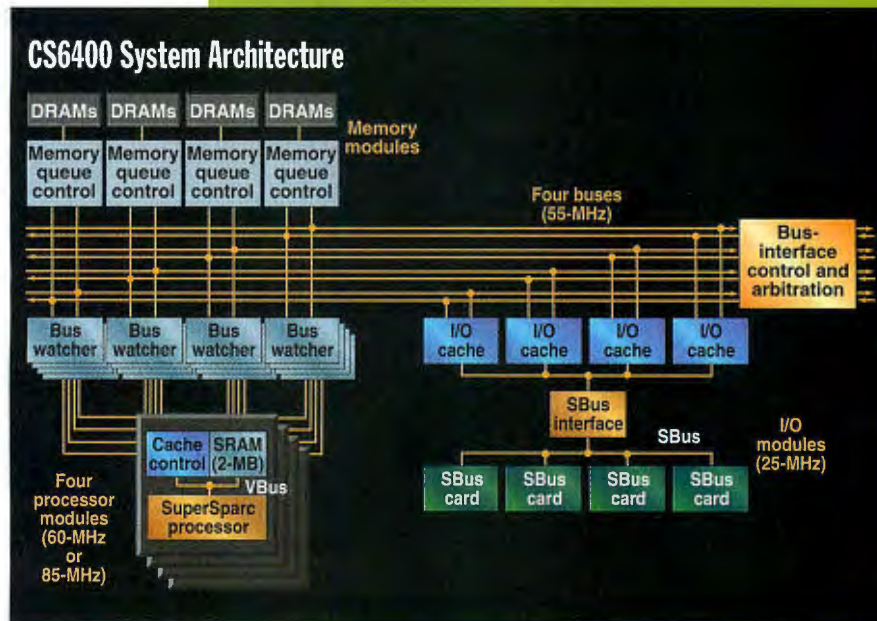 CS6400 System Architecture
DRAMs DRAMs DRAMs DRAMs
Memory
modules
Memory
queue
control
Memory
queue
control
Memory
queue
control
Memory
queue
control
Four buses
(55-MHz)
Bus-
interface
control and
arbitration
Bus
watcher
Bus
watcher
Bus
watcher
Bus
watcher
I/O
cache
I/O
cache
I/O
cache
I/O
cache
SBus
interface
SBus
I/O
modules
(25-MHz)
SBus
card
SBus
card
SBus
card
SBus
card
Cache
control
SRAM
(2-MB)
VBus
SuperSparc
processor
Four
processor
modules
(60-MHz
or
85-MHz)